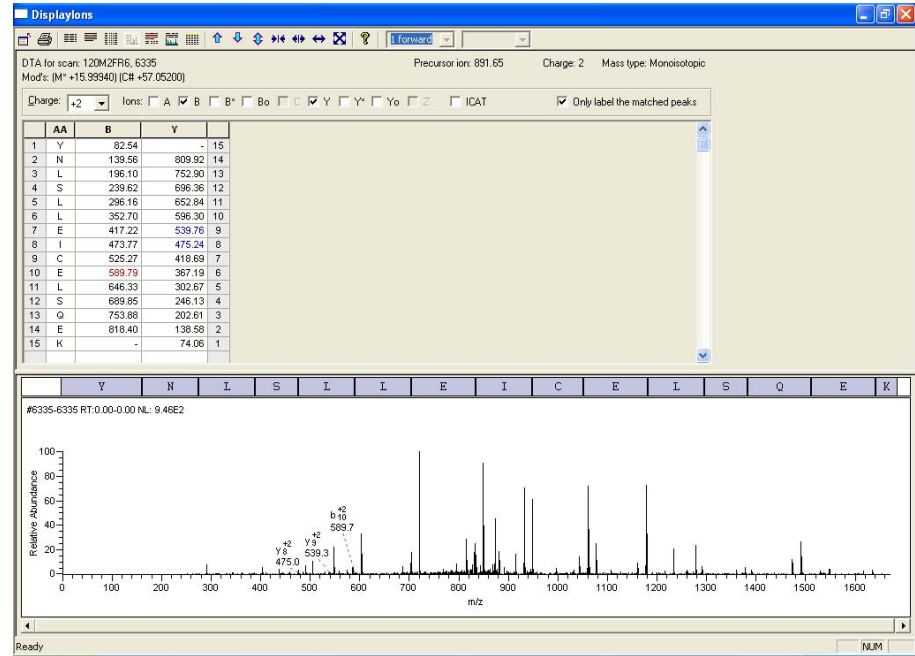 DisplayIons
1 forward
DTA for scan: 120M2FR6, 6335 Precursor ion: 891.65 Charge: 2 Mass type: Monoisotopic
Mod's: (M* +15.99940) (C# +57.05200)
Charge: +2 Ions: A B B* Bo C Y Y* Yo Z ICAT Only label the matched peaks
AA B Y
1 Y 82.54 - 15
2 N 139.56 809.92 14
3 L 196.10 752.90 13
4 S 239.62 696.36 12
5 L 296.16 652.84 11
6 L 352.70 596.30 10
7 E 417.22 539.76 9
8 I 473.77 475.24 8
9 C 525.27 418.69 7
10 E 589.79 367.19 6
11 L 646.33 302.67 5
12 S 689.85 246.13 4
13 Q 753.88 202.61 3
14 E 818.40 138.58 2
15 K - 74.06 1
Y N L S L L E I C E L S Q E K
#6335-6335 RT:0.00-0.00 NL: 9.46E2
Relative Abundance
100
80
60
40
20
0
b +2 10
589.7
y +2 9
539.3
y +2 8
475.0
0 100 200 300 400 500 600 700 800 900 1000 1100 1200 1300 1400 1500 1600
m/z
Ready NUM